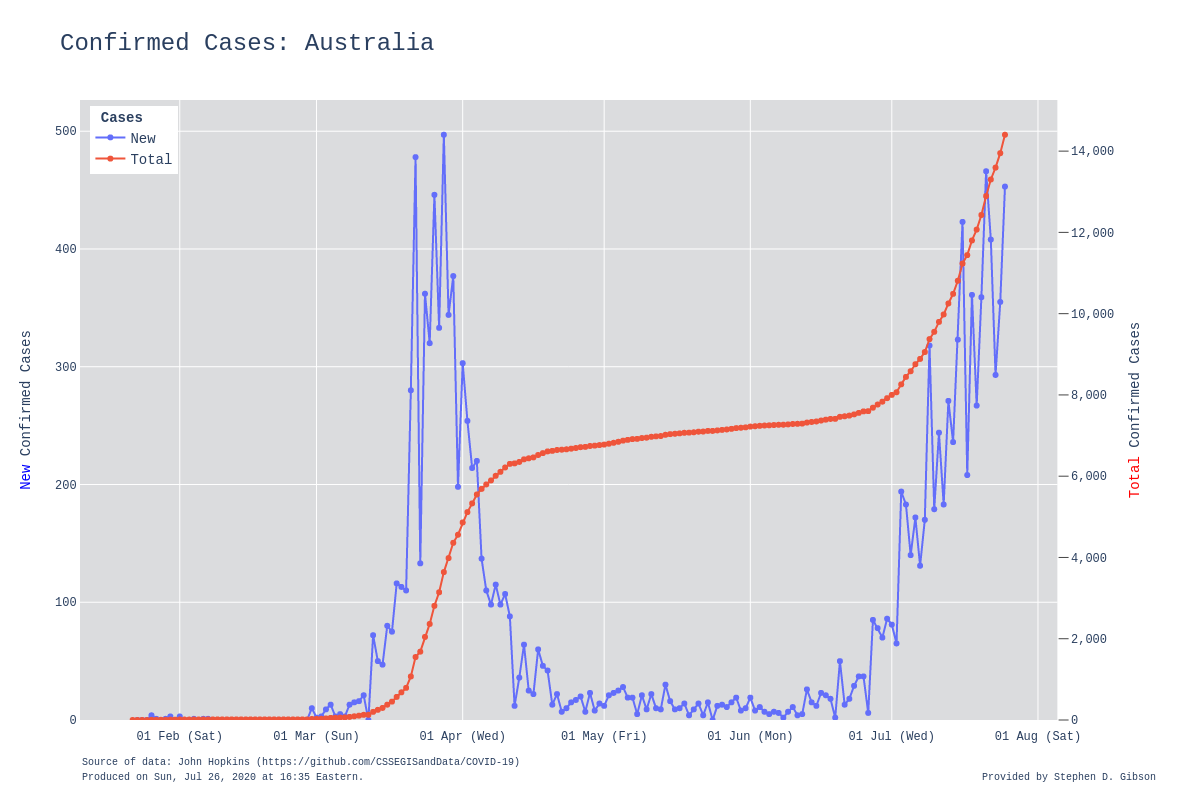 Confirmed Cases: Australia
Cases
New
Total
500
400
300
200
100
0
14,000
12,000
10,000
8,000
6,000
4,000
2,000
0
New Confirmed Cases
Total Confirmed Cases
01 Feb (Sat) 01 Mar (Sun) 01 Apr (Wed) 01 May (Fri) 01 Jun (Mon) 01 Jul (Wed) 01 Aug (Sat)
Source of data: John Hopkins (https://github.com/CSSEGISandData/COVID-19)
Produced on Sun, Jul 26, 2020 at 16:35 Eastern.
Provided by Stephen D. Gibson